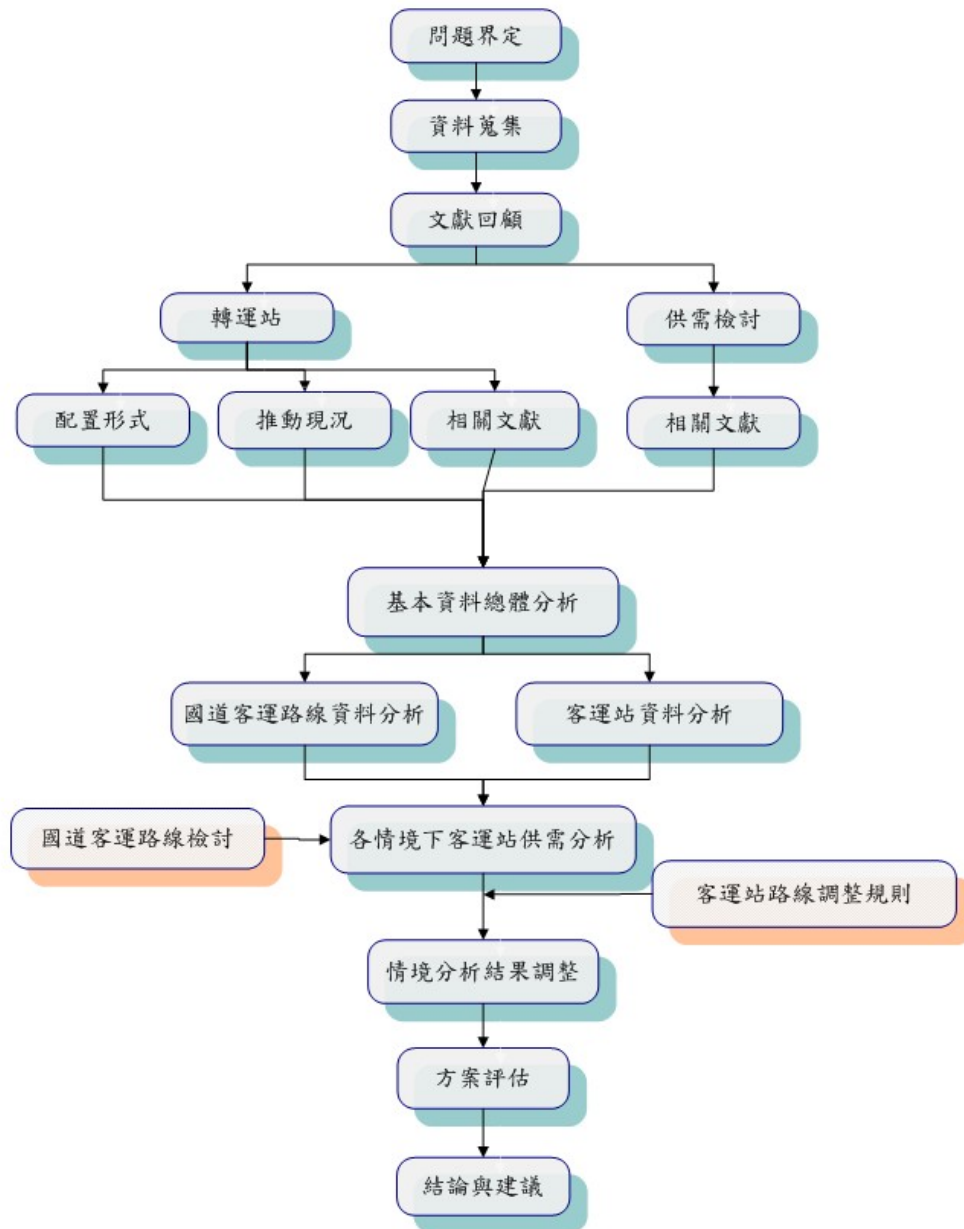 問題界定
資料蒐集
文獻回顧
轉運站
供需檢討
配置形式
推動現況
相關文獻
相關文獻
基本資料總體分析
國道客運路線資料分析
客運站資料分析
國道客運路線檢討
各情境下客運站供需分析
客運站路線調整規則
情境分析結果調整
方案評估
結論與建議